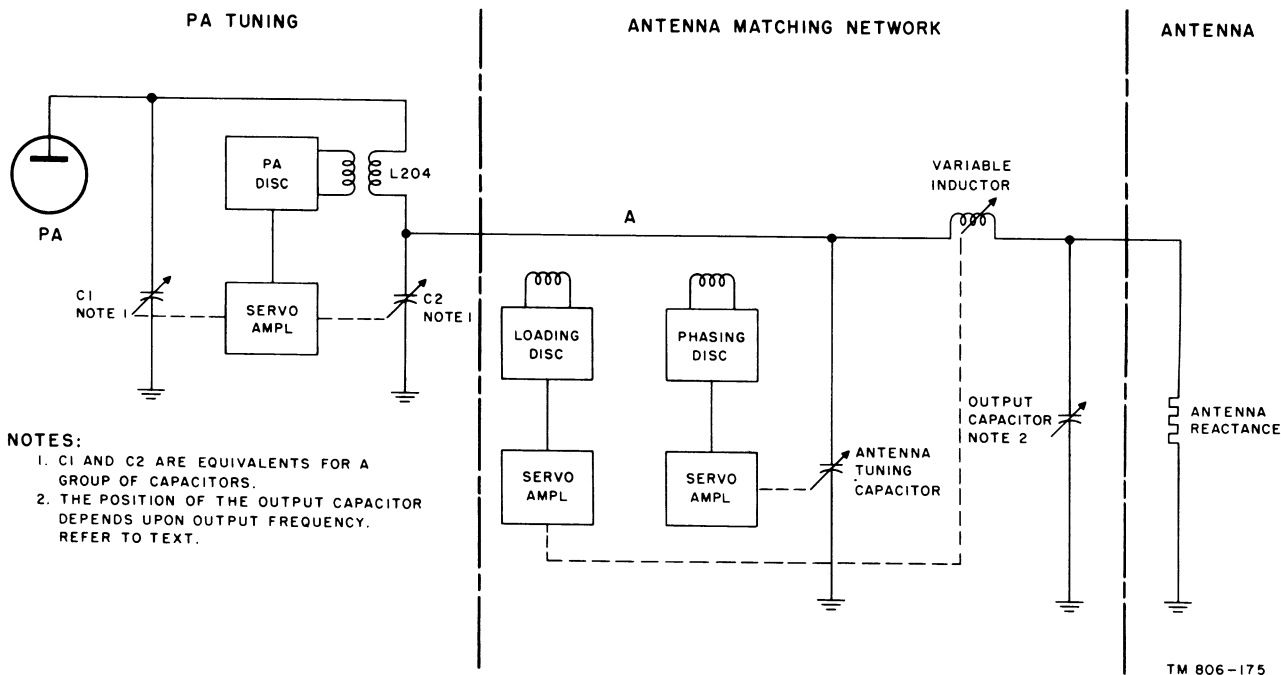 PA TUNING
ANTENNA MATCHING NETWORK
ANTENNA
PA
DISC
L204
PA
C1
NOTE 1
SERVO
AMPL
C2
NOTE 1
A
VARIABLE
INDUCTOR
LOADING
DISC
PHASING
DISC
SERVO
AMPL
SERVO
AMPL
ANTENNA
TUNING
CAPACITOR
OUTPUT
CAPACITOR
NOTE 2
ANTENNA
REACTANCE
NOTES:
1. C1 AND C2 ARE EQUIVALENTS FOR A
GROUP OF CAPACITORS.
2. THE POSITION OF THE OUTPUT CAPACITOR
DEPENDS UPON OUTPUT FREQUENCY.
REFER TO TEXT.
TM 806-175